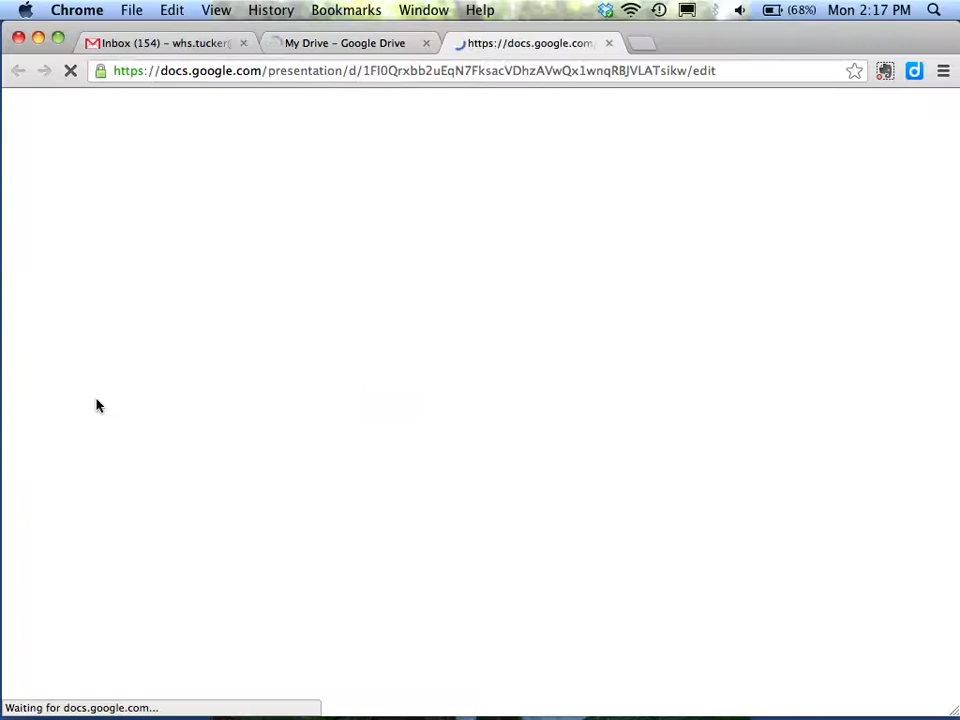 Chrome File Edit View History Bookmarks Window Help (68%) Mon 2:17 PM
Inbox (154) – whs.tucker@ My Drive – Google Drive https://docs.google.com
https://docs.google.com/presentation/d/1Fl0Qrxbb2uEqN7FksacVDhzAVwQx1wnqRBJVLATsikw/edit d
Waiting for docs.google.com...